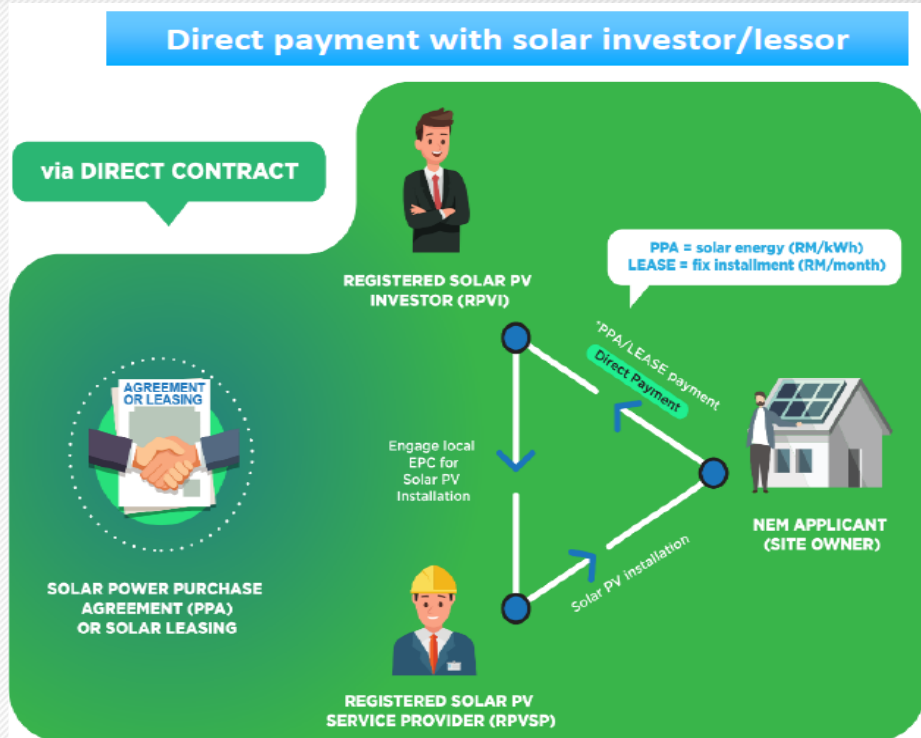 Direct payment with solar investor/lessor
via DIRECT CONTRACT
REGISTERED SOLAR PV
INVESTOR (RPVI)
PPA = solar energy (RM/kWh)
LEASE = fix installment (RM/month)
*PPA/LEASE payment
Direct Payment
AGREEMENT
OR LEASING
Engage local
EPC for
Solar PV
Installation
NEM APPLICANT
(SITE OWNER)
Solar PV installation
SOLAR POWER PURCHASE
AGREEMENT (PPA)
OR SOLAR LEASING
REGISTERED SOLAR PV
SERVICE PROVIDER (RPVSP)